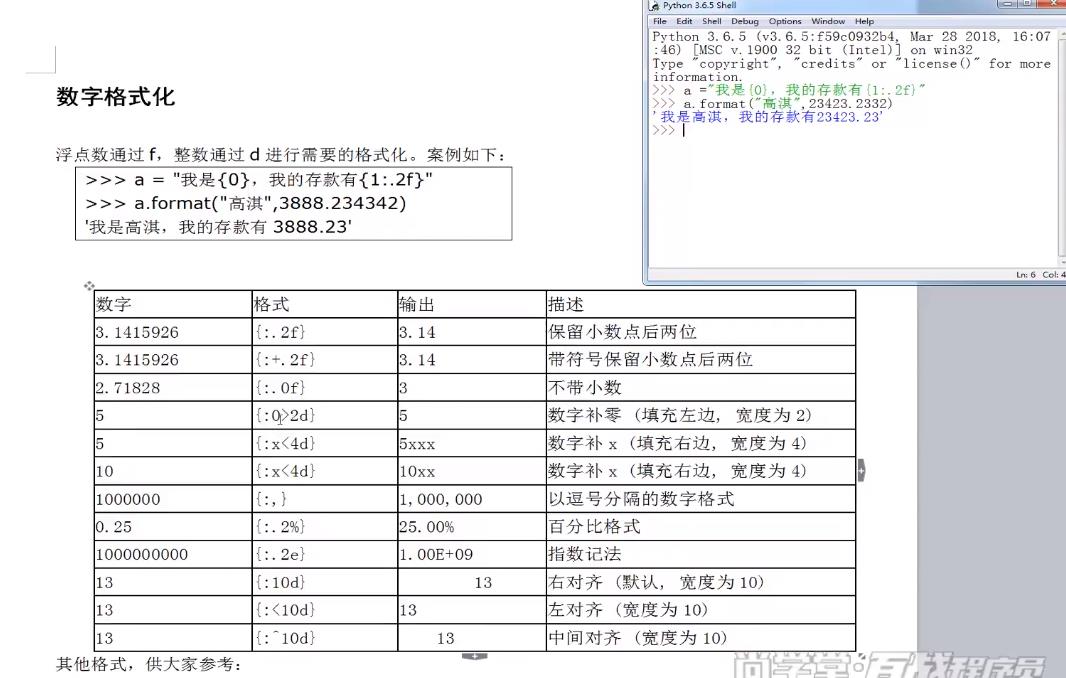 Python 3.6.5 Shell
File Edit Shell Debug Options Window Help
Python 3.6.5 (v3.6.5:f59c0932b4, Mar 28 2018, 16:07
:46) [MSC v.1900 32 bit (Intel)] on win32
Type "copyright", "credits" or "license()" for more
information.
>>> a ="我是{0}，我的存款有{1:.2f}"
>>> a.format("高淇",23423.2332)
'我是高淇，我的存款有23423.23'
>>>
Ln: 6 Col: 4
数字格式化
浮点数通过 f，整数通过 d 进行需要的格式化。案例如下：
>>> a = "我是{0}，我的存款有{1:.2f}"
>>> a.format("高淇",3888.234342)
'我是高淇，我的存款有 3888.23'
数字 格式 输出 描述
3.1415926 {:.2f} 3.14 保留小数点后两位
3.1415926 {:+.2f} 3.14 带符号保留小数点后两位
2.71828 {:.0f} 3 不带小数
5 {:0>2d} 5 数字补零 (填充左边, 宽度为 2)
5 {:x<4d} 5xxx 数字补 x (填充右边, 宽度为 4)
10 {:x<4d} 10xx 数字补 x (填充右边, 宽度为 4)
1000000 {:,} 1,000,000 以逗号分隔的数字格式
0.25 {:.2%} 25.00% 百分比格式
1000000000 {:.2e} 1.00E+09 指数记法
13 {:10d} 13 右对齐 (默认, 宽度为 10)
13 {:<10d} 13 左对齐 (宽度为 10)
13 {:^10d} 13 中间对齐 (宽度为 10)
其他格式，供大家参考：
尚学堂·百战程序员